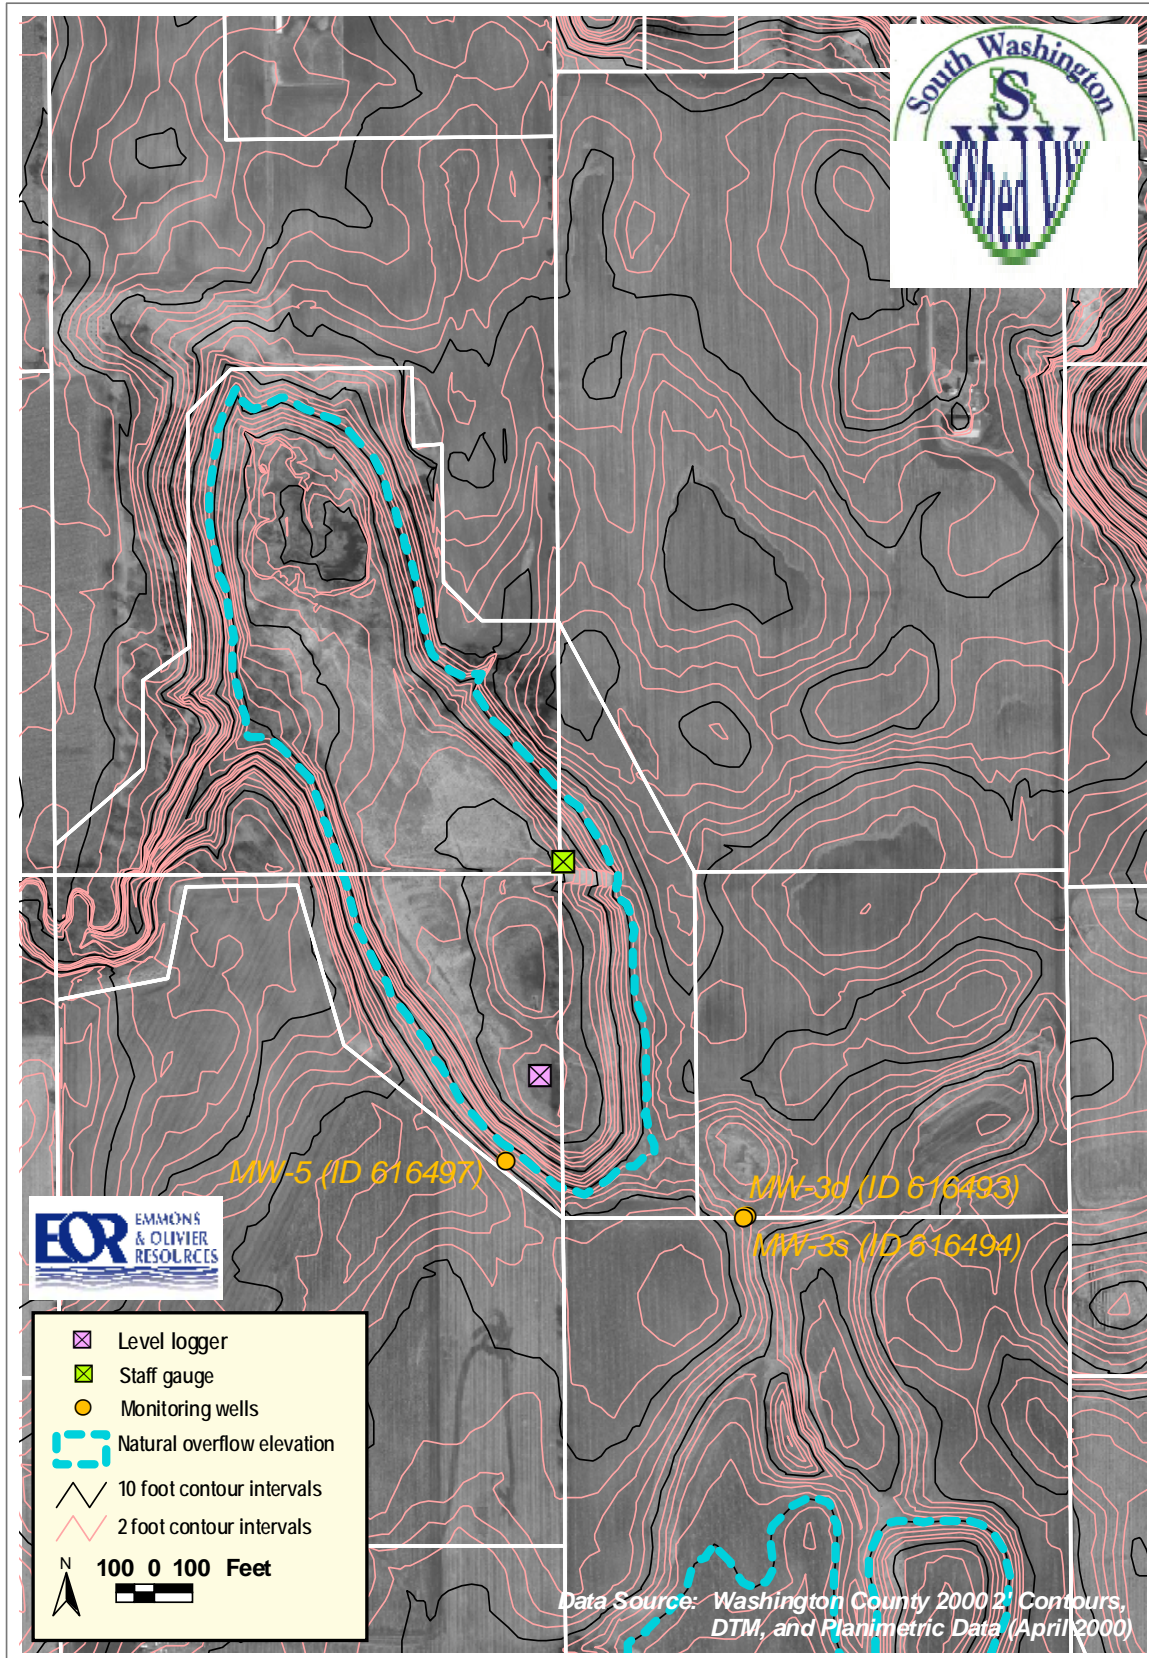 South Washington
S
shed
MW-5 (ID 616497)
MW-3d (ID 616493)
MW-3s (ID 616494)
EOR
EMMONS
& OLIVIER
RESOURCES
Level logger
Staff gauge
Monitoring wells
Natural overflow elevation
10 foot contour intervals
2 foot contour intervals
N
100 0 100 Feet
Data Source: Washington County 2000 2' Contours,
DTM, and Planimetric Data (April 2000)